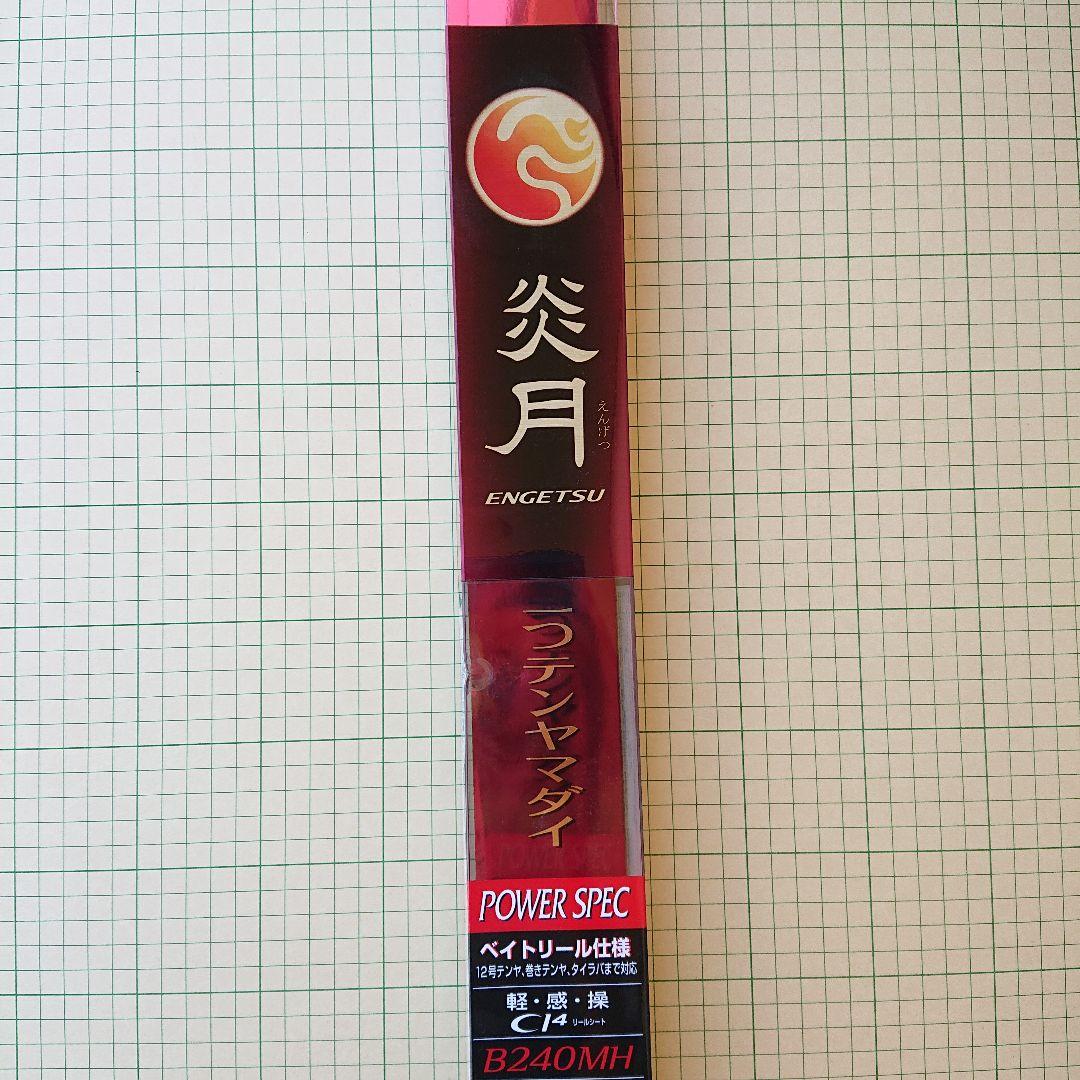 炎月
えんげつ
ENGETSU
一つテンヤマダイ
POWER SPEC
ベイトリール仕様
12号テンヤ、巻きテンヤ、タイラバまで対応
軽・感・操
CI4 リールシート
B240MH